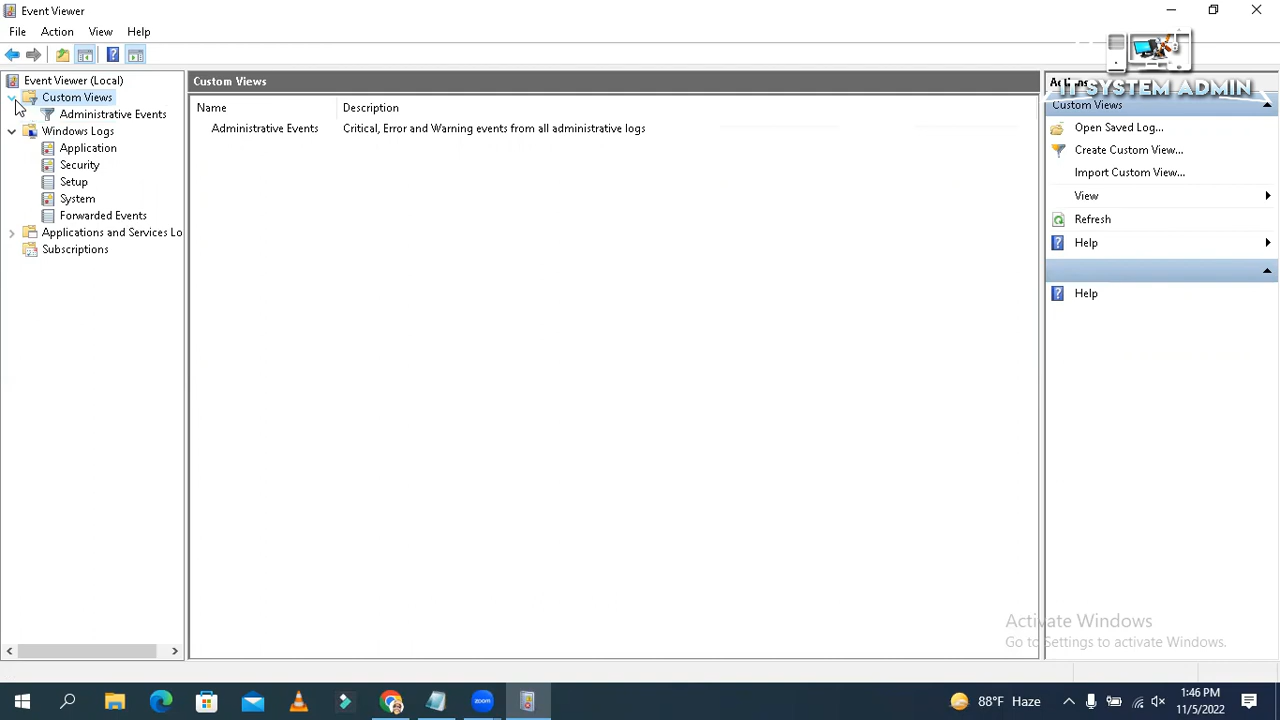 Event Viewer
File Action View Help
Event Viewer (Local)
Custom Views
Administrative Events
Windows Logs
Application
Security
Setup
System
Forwarded Events
Applications and Services Lo
Subscriptions
Custom Views
Name Description
Administrative Events Critical, Error and Warning events from all administrative logs
Actions
IT SYSTEM ADMIN
Custom Views
Open Saved Log...
Create Custom View...
Import Custom View...
View
Refresh
Help
Help
Activate Windows
Go to Settings to activate Windows.
zoom
88°F Haze
1:46 PM
11/5/2022